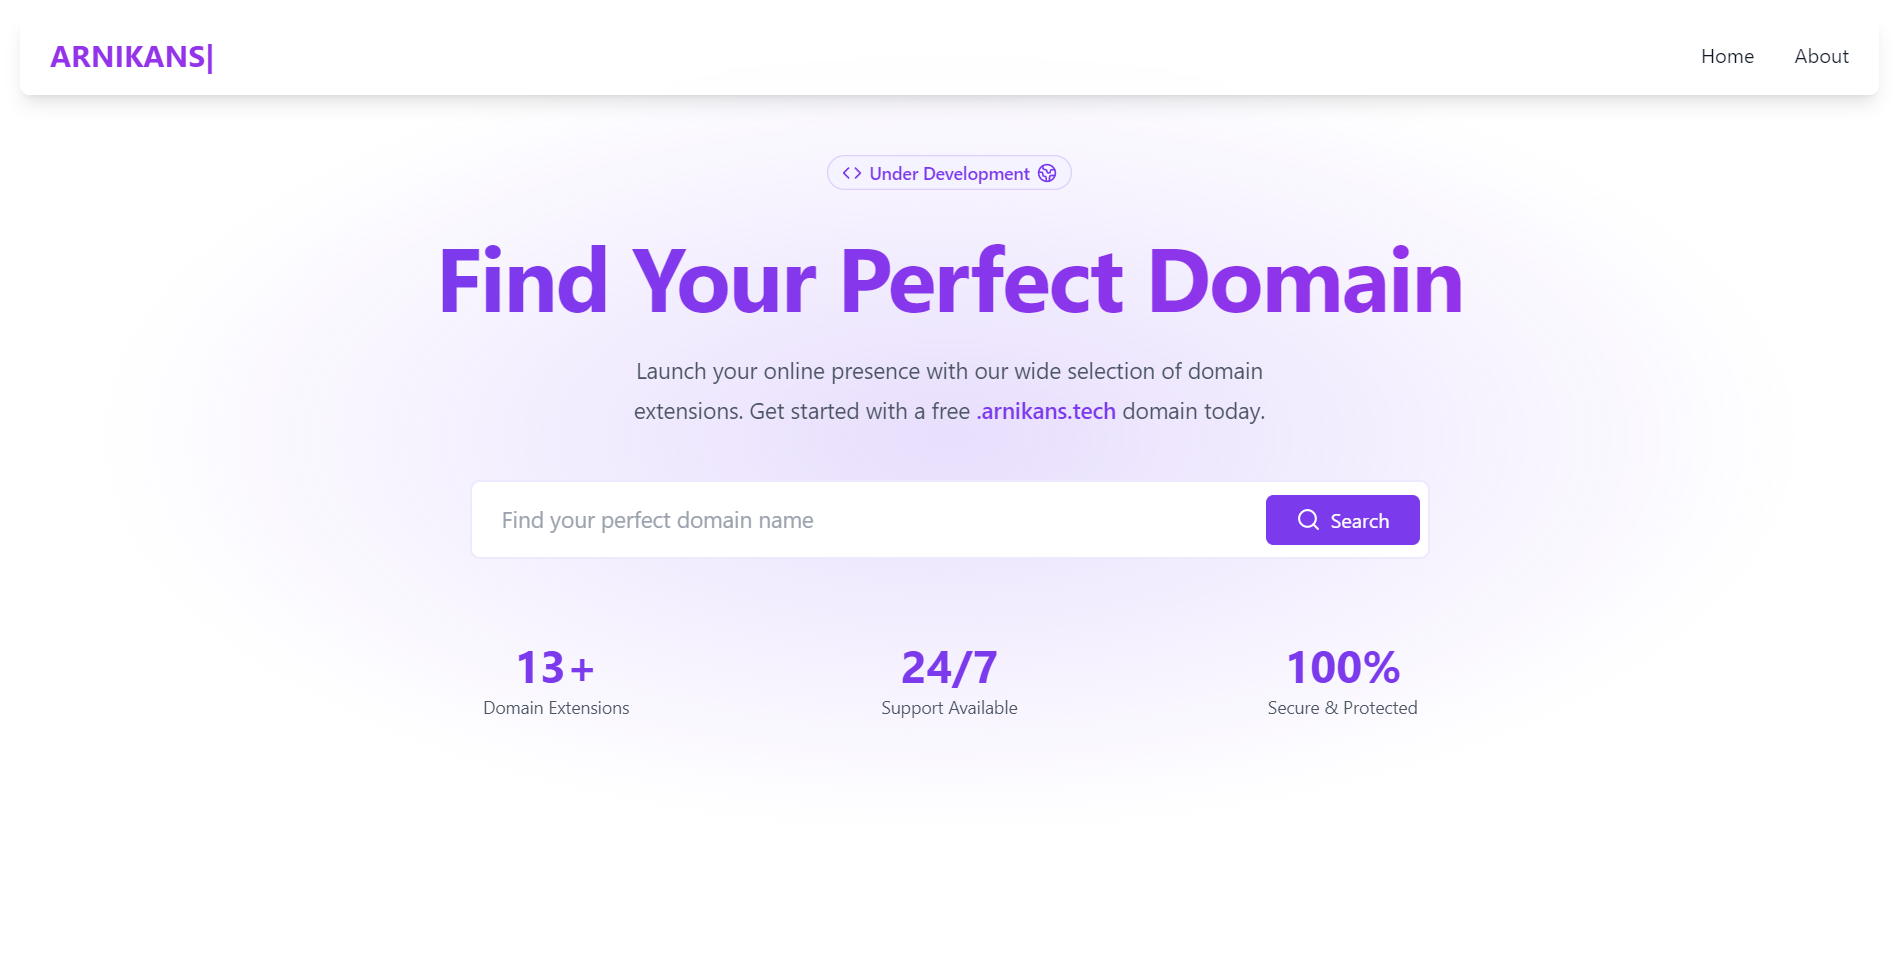 ARNIKANS|
Home
About
Under Development
Find Your Perfect Domain
Launch your online presence with our wide selection of domain
extensions. Get started with a free .arnikans.tech domain today.
Find your perfect domain name
Search
13+
24/7
100%
Domain Extensions
Support Available
Secure & Protected